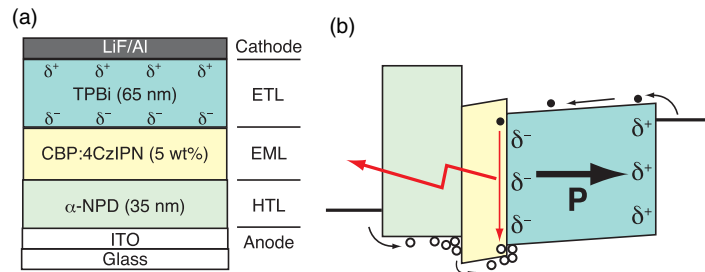 (a)
LiF/Al Cathode
δ⁺ δ⁺ δ⁺ δ⁺
TPBi (65 nm) ETL
δ⁻ δ⁻ δ⁻ δ⁻
CBP:4CzIPN (5 wt%) EML
α-NPD (35 nm) HTL
ITO Anode
Glass
(b)
δ⁻ δ⁺
δ⁻ P δ⁺
δ⁻ δ⁺